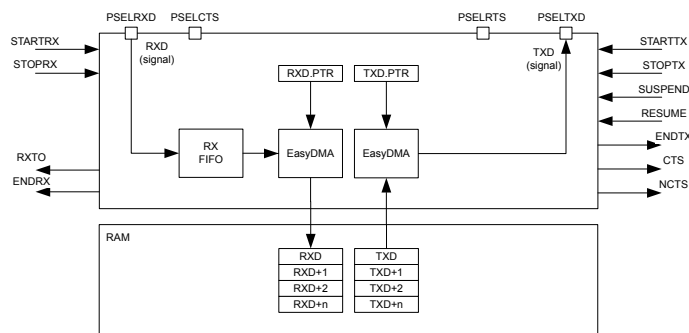 PSELRXD
PSELCTS
PSELRTS
PSELTXD
STARTRX
STOPRX
RXD
(signal)
TXD
(signal)
STARTTX
STOPTX
SUSPEND
RESUME
RXD.PTR
TXD.PTR
RX
FIFO
EasyDMA
EasyDMA
RXTO
ENDRX
ENDTX
CTS
NCTS
RAM
RXD
RXD+1
RXD+2
RXD+n
TXD
TXD+1
TXD+2
TXD+n